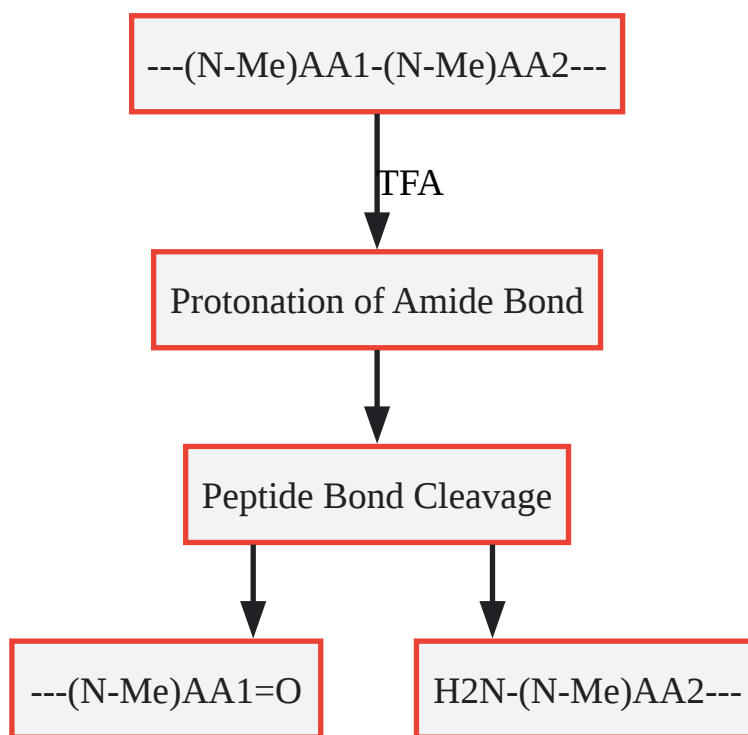 ---(N-Me)AA1-(N-Me)AA2---
TFA
Protonation of Amide Bond
Peptide Bond Cleavage
---(N-Me)AA1=O
H2N-(N-Me)AA2---